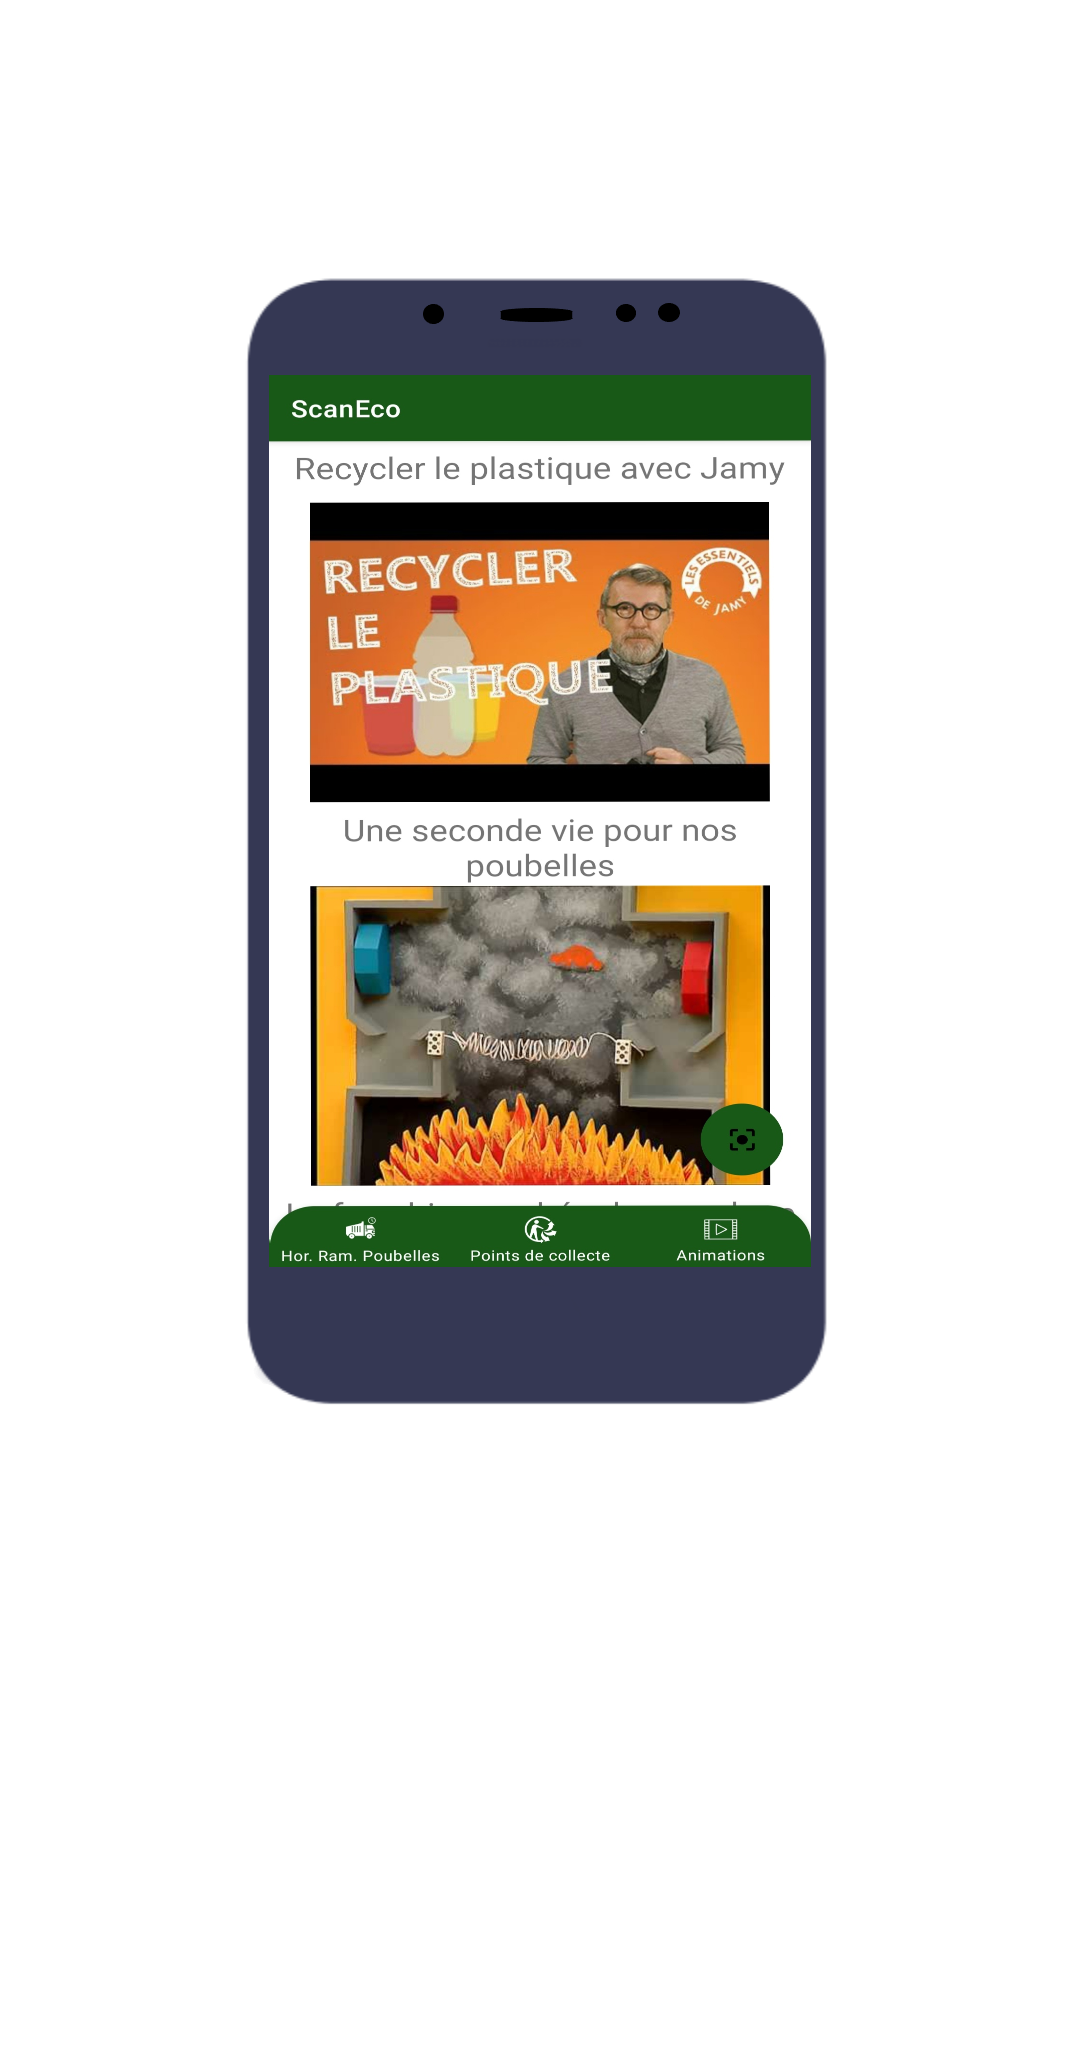 ScanEco
Recycler le plastique avec Jamy
RECYCLER
LE
PLASTIQUE
LES ESSENTIELS
DE JAMY
Une seconde vie pour nos
poubelles
Hor. Ram. Poubelles
Points de collecte
Animations